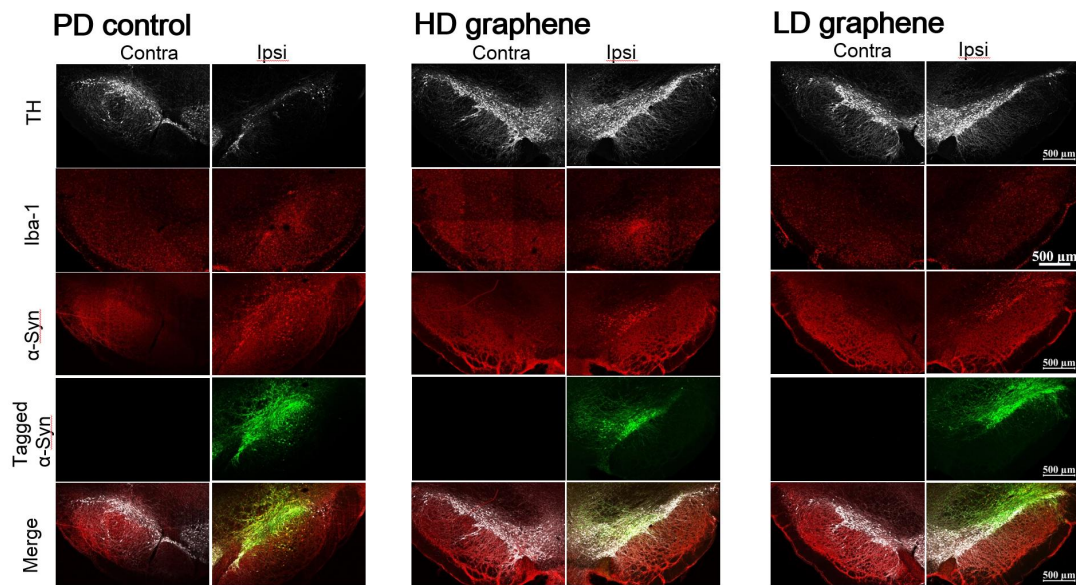 PD control
HD graphene
LD graphene
Contra Ipsi
Contra Ipsi
Contra Ipsi
TH
500 µm
Iba-1
500 µm
α-Syn
500 µm
Tagged
α-Syn
500 µm
Merge
500 µm